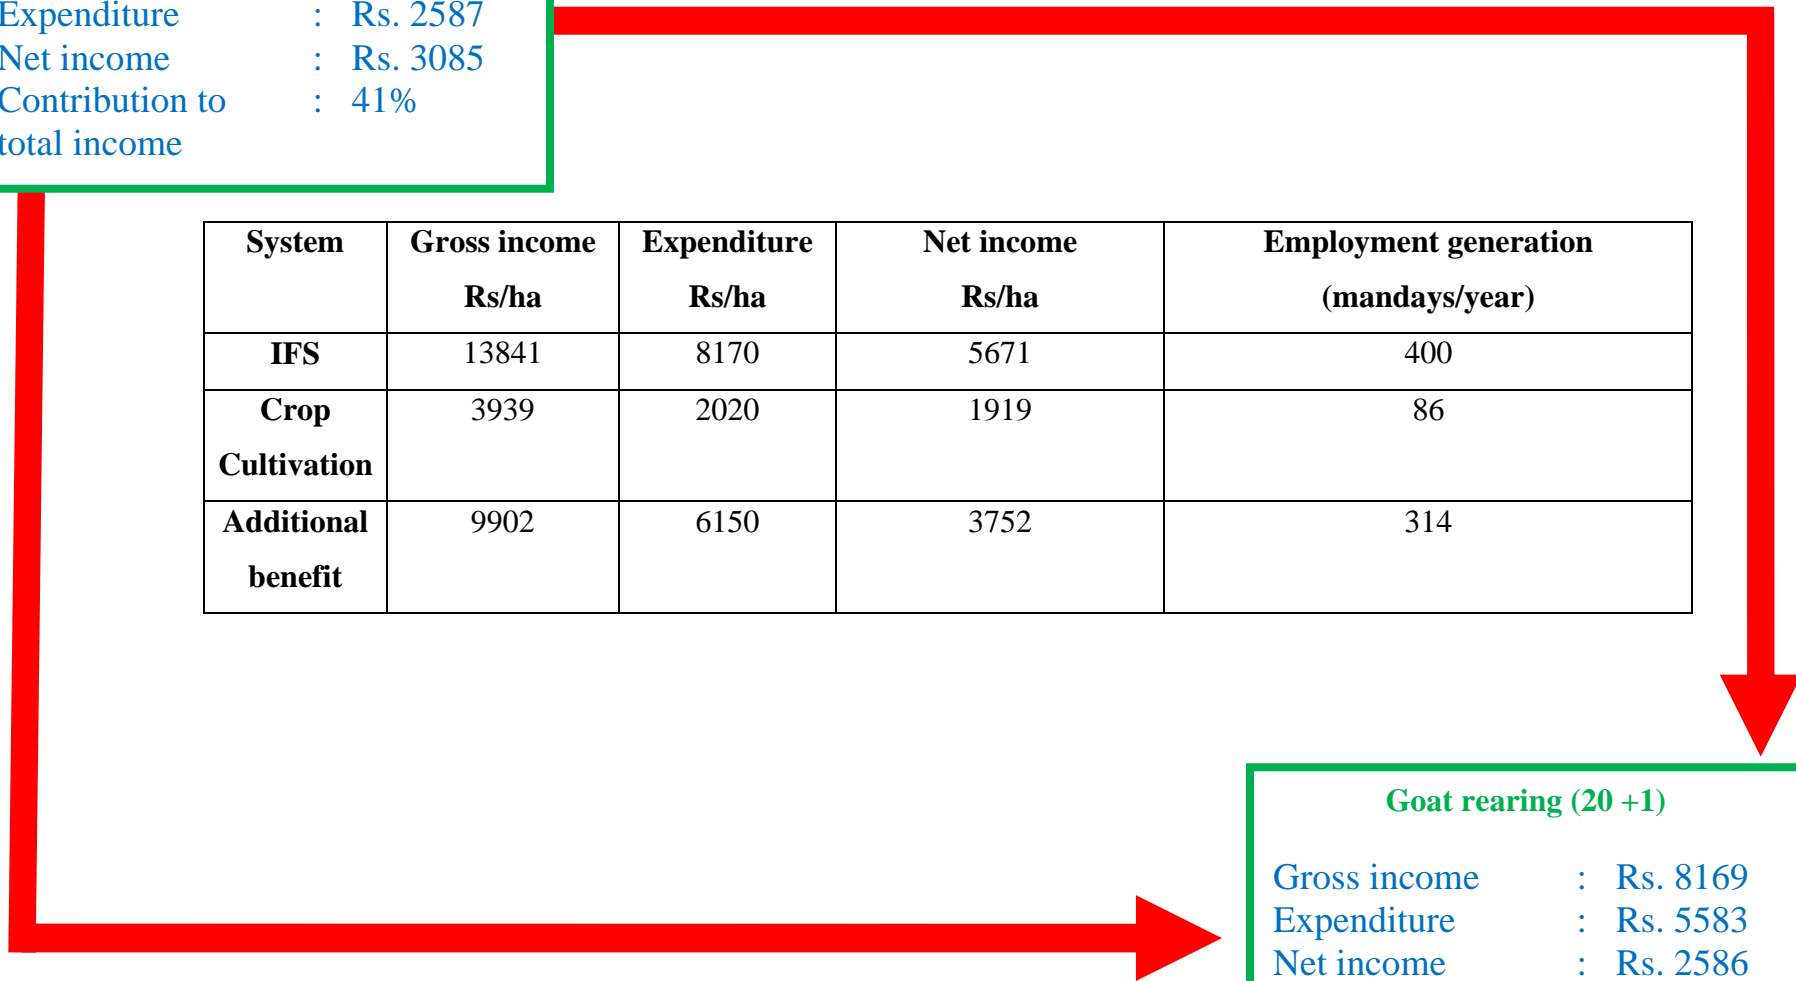 Expenditure : Rs. 2587
Net income : Rs. 3085
Contribution to : 41%
total income
System Gross income Expenditure Net income Employment generation
Rs/ha Rs/ha Rs/ha (mandays/year)
IFS 13841 8170 5671 400
Crop 3939 2020 1919 86
Cultivation
Additional 9902 6150 3752 314
benefit
Goat rearing (20 +1)
Gross income : Rs. 8169
Expenditure : Rs. 5583
Net income : Rs. 2586